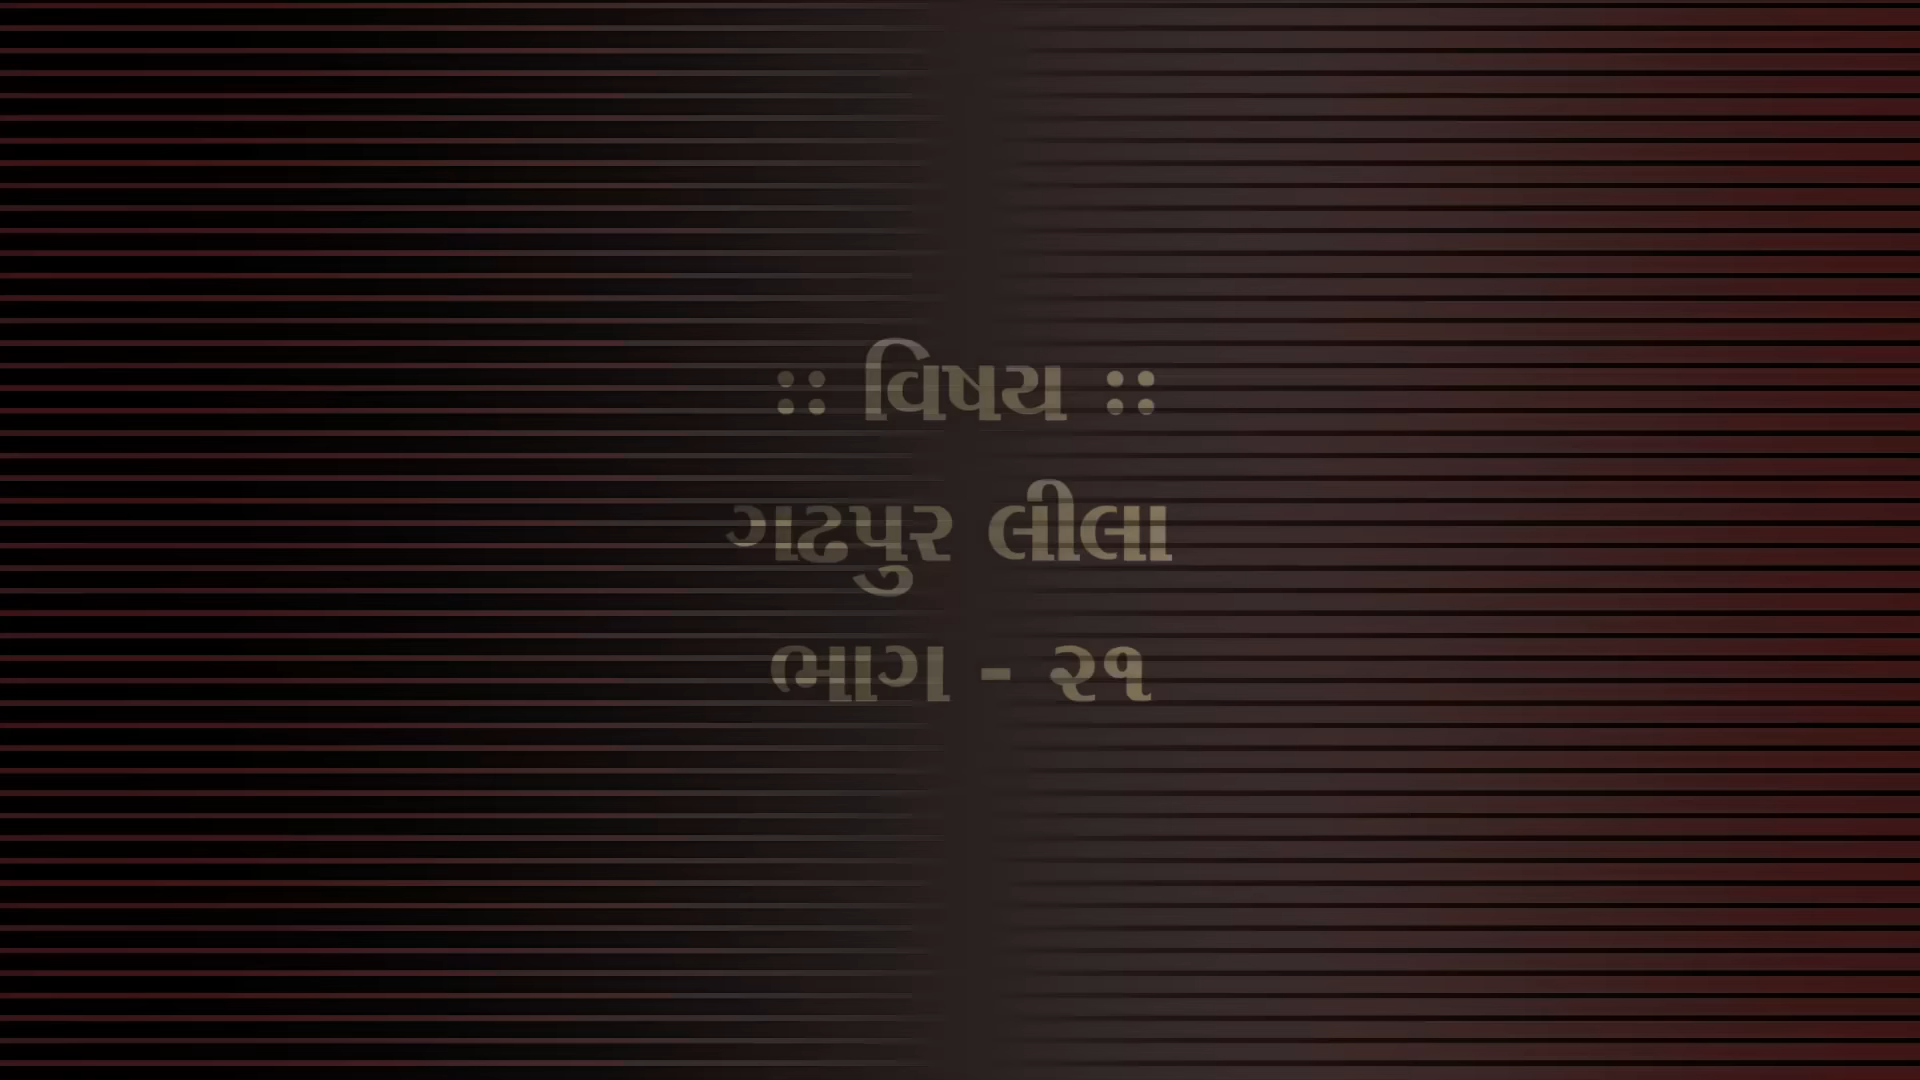 :: વિષય ::
ગઢપુર લીલા
ભાગ - ૨૧